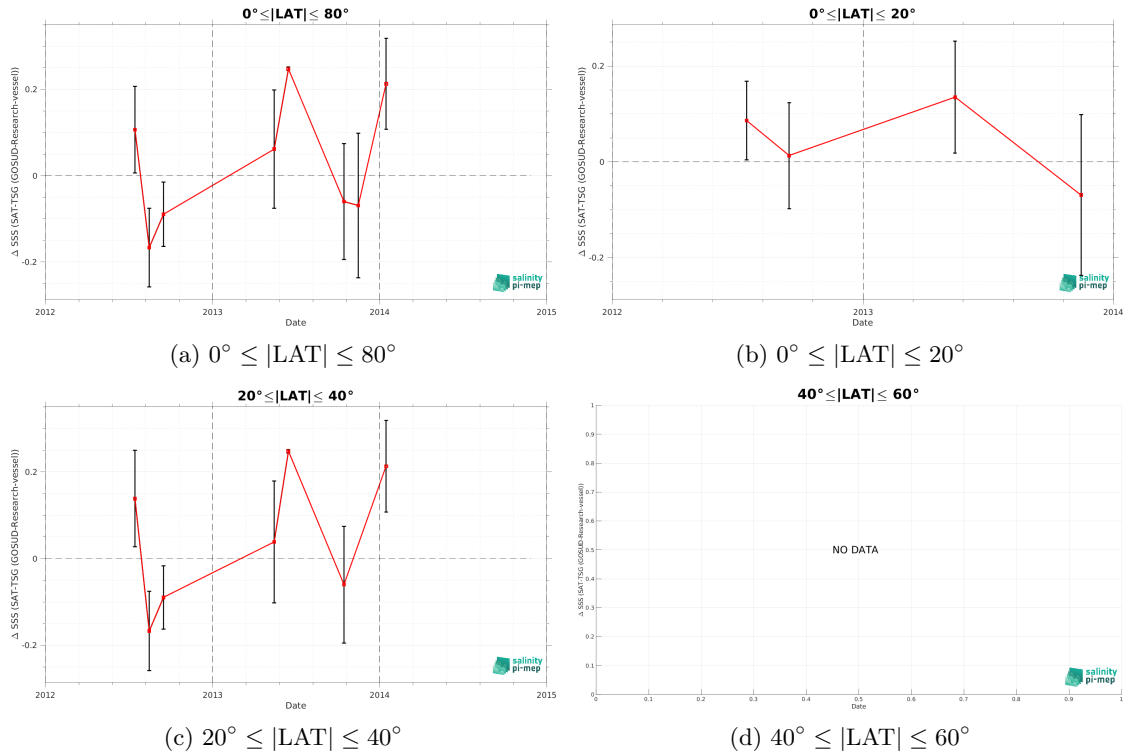 0°≤|LAT|≤ 80°
Δ SSS (SAT-TSG (GOSUD-Research-vessel))
0.2
0
-0.2
2012
2013
2014
2015
Date
salinity
pi-mep
(a) 0° ≤ |LAT| ≤ 80°
0°≤|LAT|≤ 20°
Δ SSS (SAT-TSG (GOSUD-Research-vessel))
0.2
0
-0.2
2012
2013
2014
Date
salinity
pi-mep
(b) 0° ≤ |LAT| ≤ 20°
20°≤|LAT|≤ 40°
Δ SSS (SAT-TSG (GOSUD-Research-vessel))
0.2
0
-0.2
2012
2013
2014
2015
Date
salinity
pi-mep
(c) 20° ≤ |LAT| ≤ 40°
40°≤|LAT|≤ 60°
Δ SSS (SAT-TSG (GOSUD-Research-vessel))
1
0.9
0.8
0.7
0.6
0.5
0.4
0.3
0.2
0.1
0
NO DATA
0
0.1
0.2
0.3
0.4
0.5
0.6
0.7
0.8
0.9
1
Date
salinity
pi-mep
(d) 40° ≤ |LAT| ≤ 60°